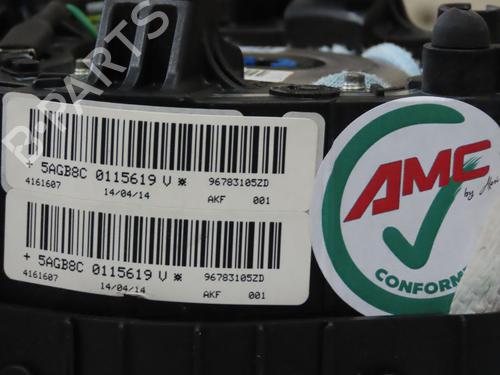 B-PARTS
+ 5AGB8C 0115619 V ※ 96783105ZD
4161607 14/04/14 AKF 001
+ 5AGB8C 0115619 V ※ 96783105ZD
4161607 14/04/14 AKF 001
AMC
by
CONFORME